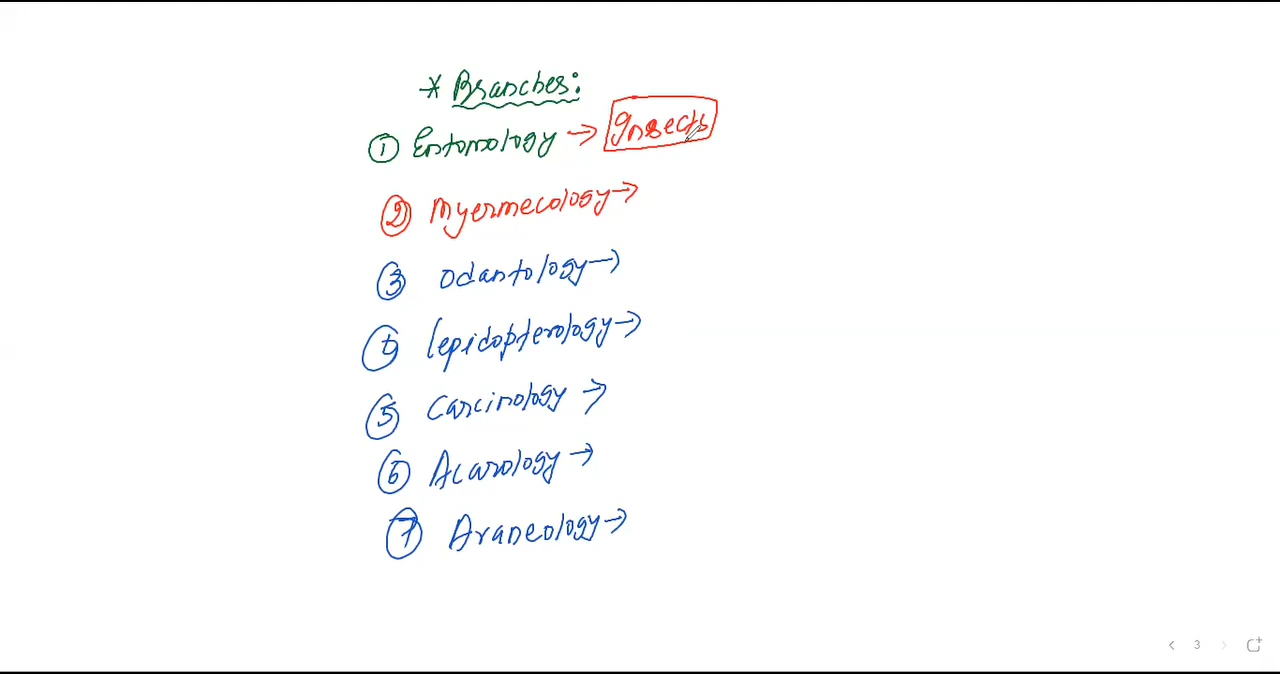 * Branches:
① Entomology → Insects
② Myermecology →
③ Odantology →
④ Lepidopterology →
⑤ Carcinology →
⑥ Acarology →
⑦ Araneology →
3